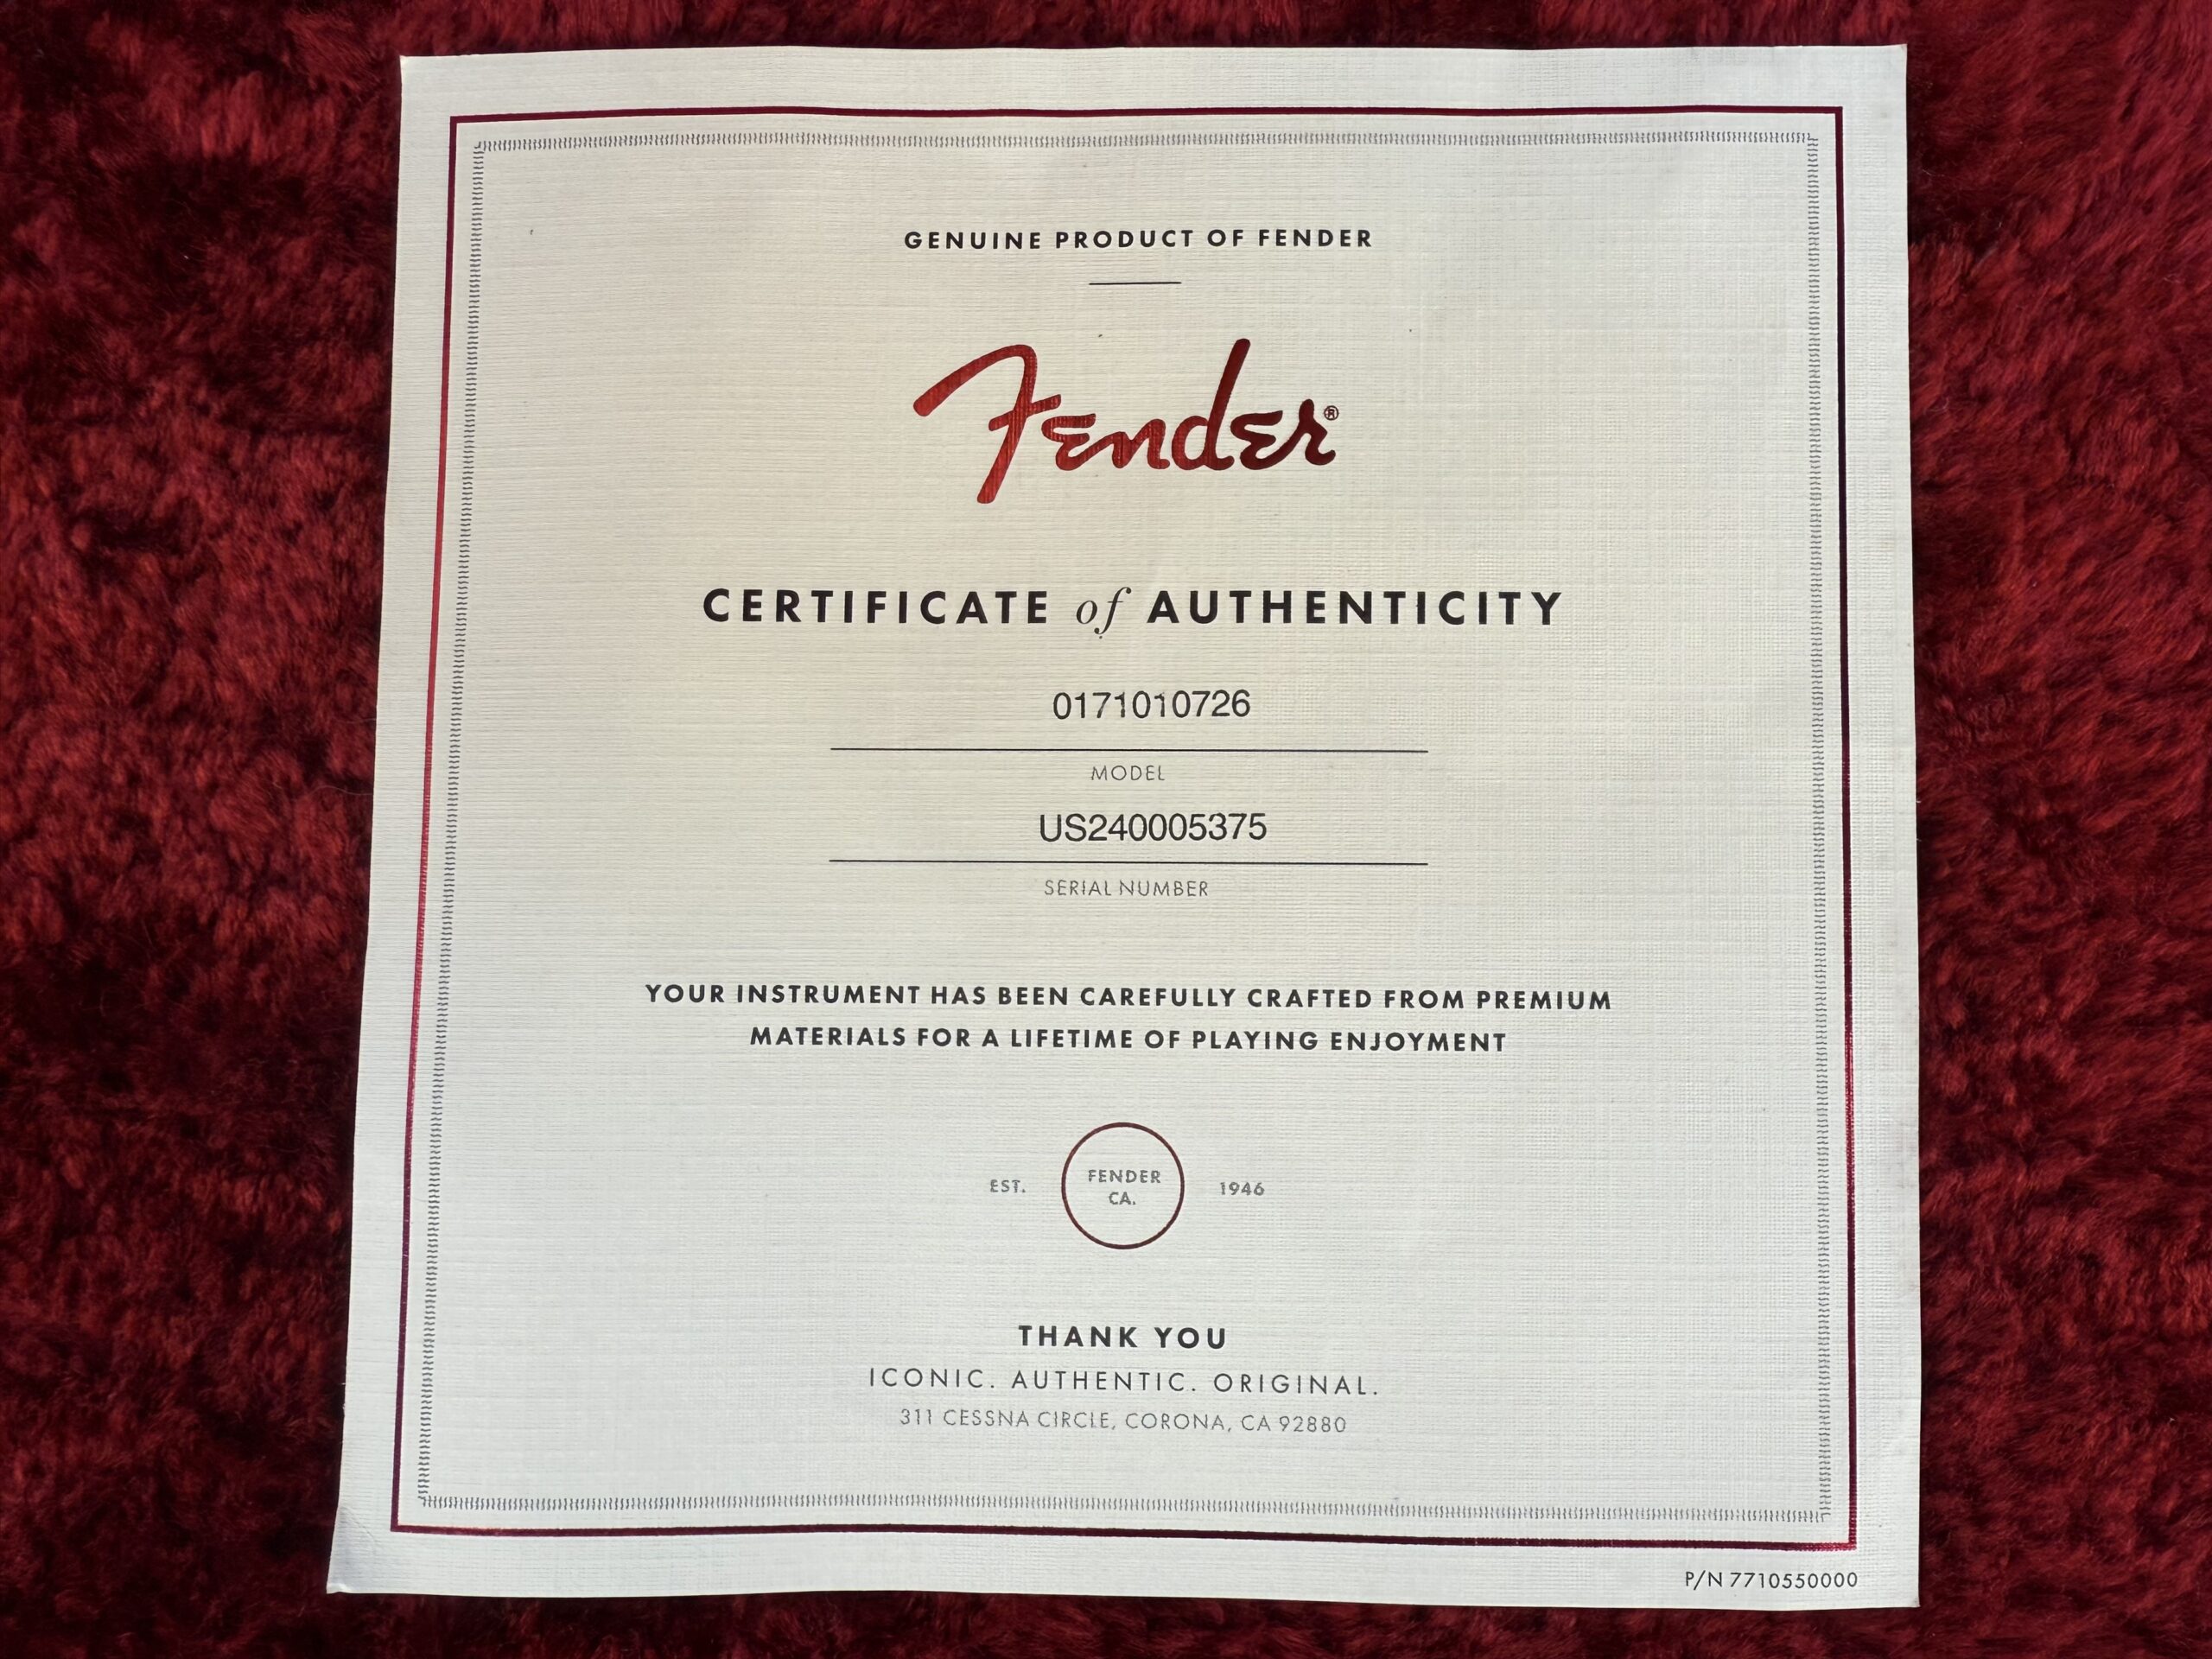 GENUINE PRODUCT OF FENDER
Fender®
CERTIFICATE of AUTHENTICITY
0171010726
MODEL
US240005375
SERIAL NUMBER
YOUR INSTRUMENT HAS BEEN CAREFULLY CRAFTED FROM PREMIUM
MATERIALS FOR A LIFETIME OF PLAYING ENJOYMENT
EST. FENDER CA. 1946
THANK YOU
ICONIC. AUTHENTIC. ORIGINAL.
311 CESSNA CIRCLE, CORONA, CA 92880
P/N 7710550000